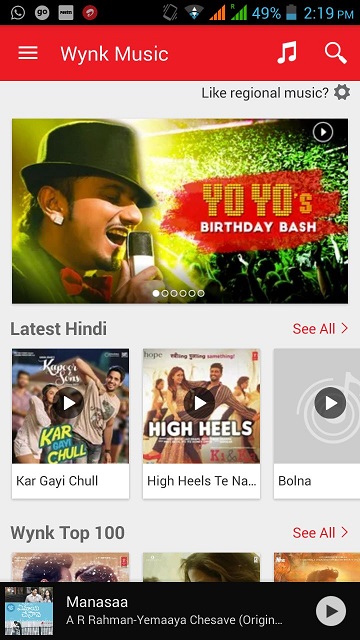 49% 2:19 PM
Wynk Music
Like regional music?
YO YO's
BIRTHDAY BASH
Latest Hindi
See All
Kapoor
Sons
KAR
GAYI
CHULL
hope
HIGH HEELS
Kar Gayi Chull
High Heels Te Na...
Bolna
Wynk Top 100
See All
Manasaa
A R Rahman-Yemaaya Chesave (Origin...